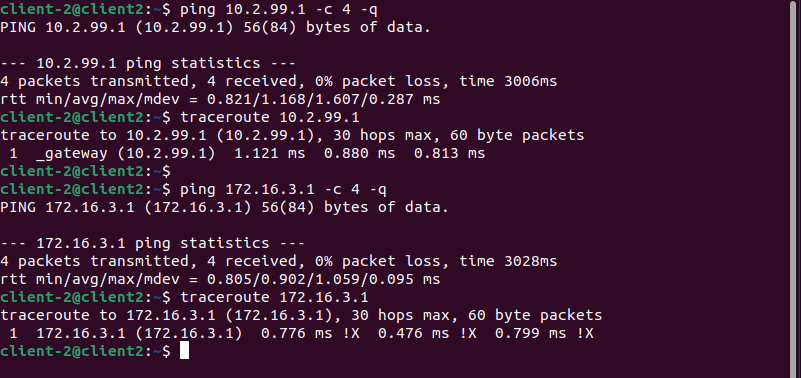 client-2@client2:~$ ping 10.2.99.1 -c 4 -q
PING 10.2.99.1 (10.2.99.1) 56(84) bytes of data.

--- 10.2.99.1 ping statistics ---
4 packets transmitted, 4 received, 0% packet loss, time 3006ms
rtt min/avg/max/mdev = 0.821/1.168/1.607/0.287 ms
client-2@client2:~$ traceroute 10.2.99.1
traceroute to 10.2.99.1 (10.2.99.1), 30 hops max, 60 byte packets
 1  _gateway (10.2.99.1)  1.121 ms  0.880 ms  0.813 ms
client-2@client2:~$
client-2@client2:~$ ping 172.16.3.1 -c 4 -q
PING 172.16.3.1 (172.16.3.1) 56(84) bytes of data.

--- 172.16.3.1 ping statistics ---
4 packets transmitted, 4 received, 0% packet loss, time 3028ms
rtt min/avg/max/mdev = 0.805/0.902/1.059/0.095 ms
client-2@client2:~$ traceroute 172.16.3.1
traceroute to 172.16.3.1 (172.16.3.1), 30 hops max, 60 byte packets
 1  172.16.3.1 (172.16.3.1)  0.776 ms !X  0.476 ms !X  0.799 ms !X
client-2@client2:~$